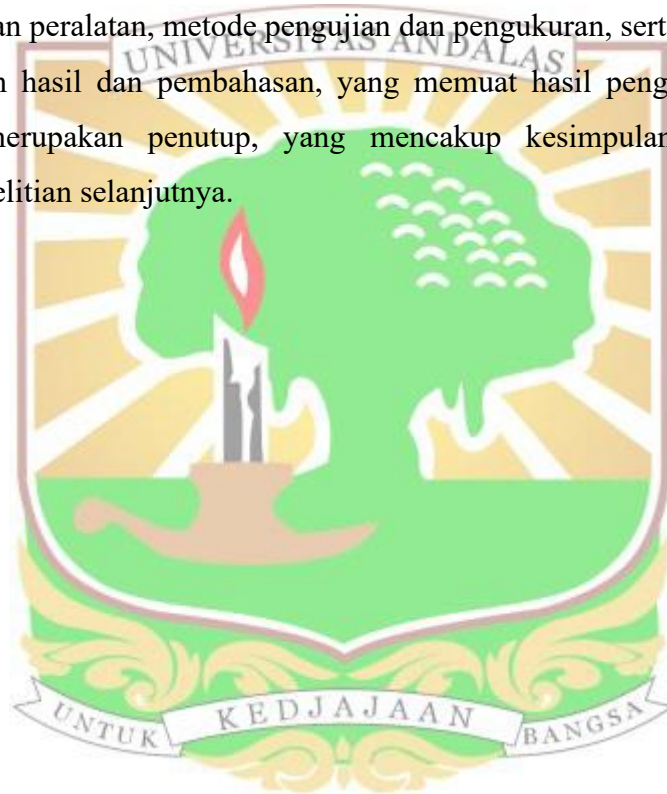 an peralatan, metode pengujian dan pengukuran, sert
UNIVERSITAS ANDALAS
hasil dan pembahasan, yang memuat hasil peng
erupakan penutup, yang mencakup kesimpulan
elitian selanjutnya.
UNTUK KEDJAJAAN BANGSA